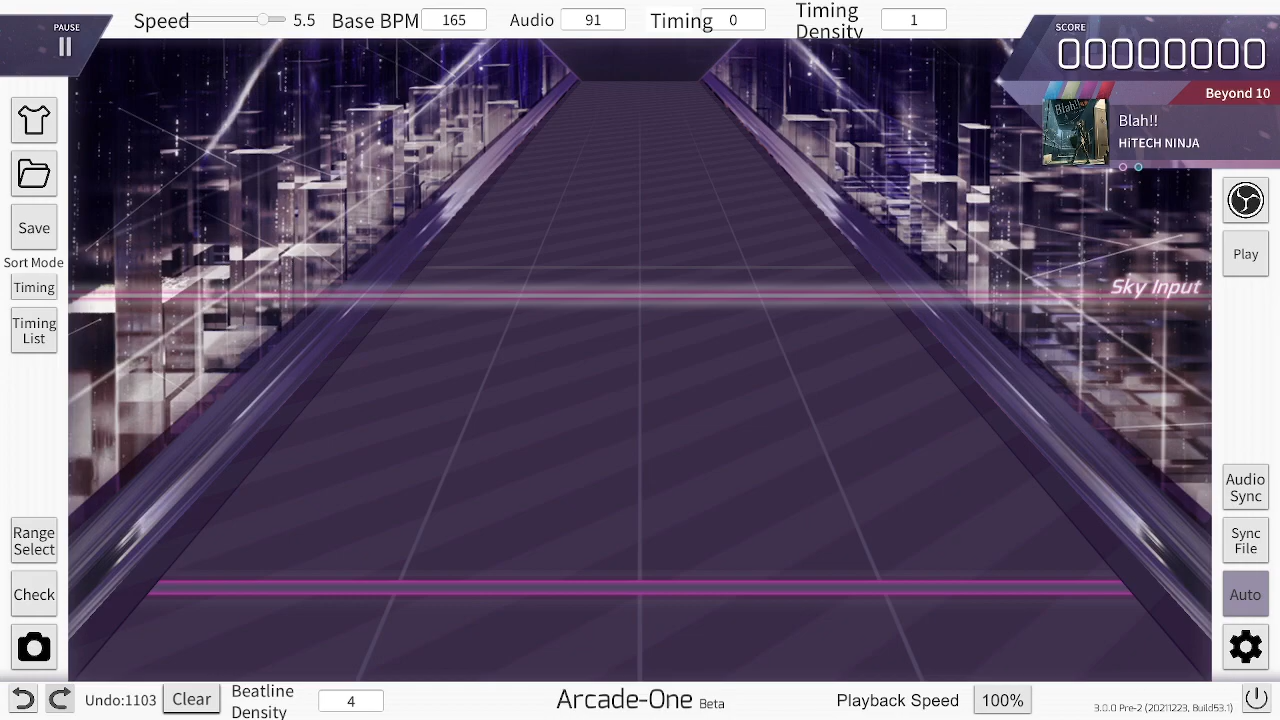 PAUSE
Speed 5.5 Base BPM 165 Audio 91 Timing 0 Timing Density 1
SCORE
00000000
Beyond 10
Blah!!
Blah!!
HiTECH NINJA
Save
Sort Mode
Timing
Timing
List
Play
Sky Input
Audio
Sync
Range
Select
Sync
File
Check
Auto
Undo:1103 Clear Beatline Density 4 Arcade-One Beta Playback Speed 100%
3.0.0 Pre-2 (20211223, Build53.1)